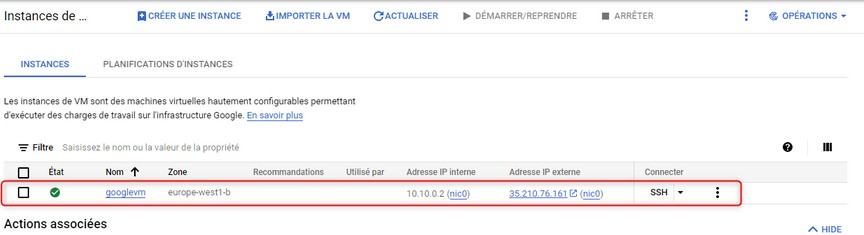 Instances de ... CRÉER UNE INSTANCE IMPORTER LA VM ACTUALISER DÉMARRER/REPRENDRE ARRÊTER OPÉRATIONS
INSTANCES PLANIFICATIONS D'INSTANCES
Les instances de VM sont des machines virtuelles hautement configurables permettant
d'exécuter des charges de travail sur l'infrastructure Google. En savoir plus
Filtre Saisissez le nom ou la valeur de la propriété
État Nom Zone Recommandations Utilisé par Adresse IP interne Adresse IP externe Connecter
googlevm europe-west1-b 10.10.0.2 (nic0) 35.210.76.161 (nic0) SSH
Actions associées HIDE